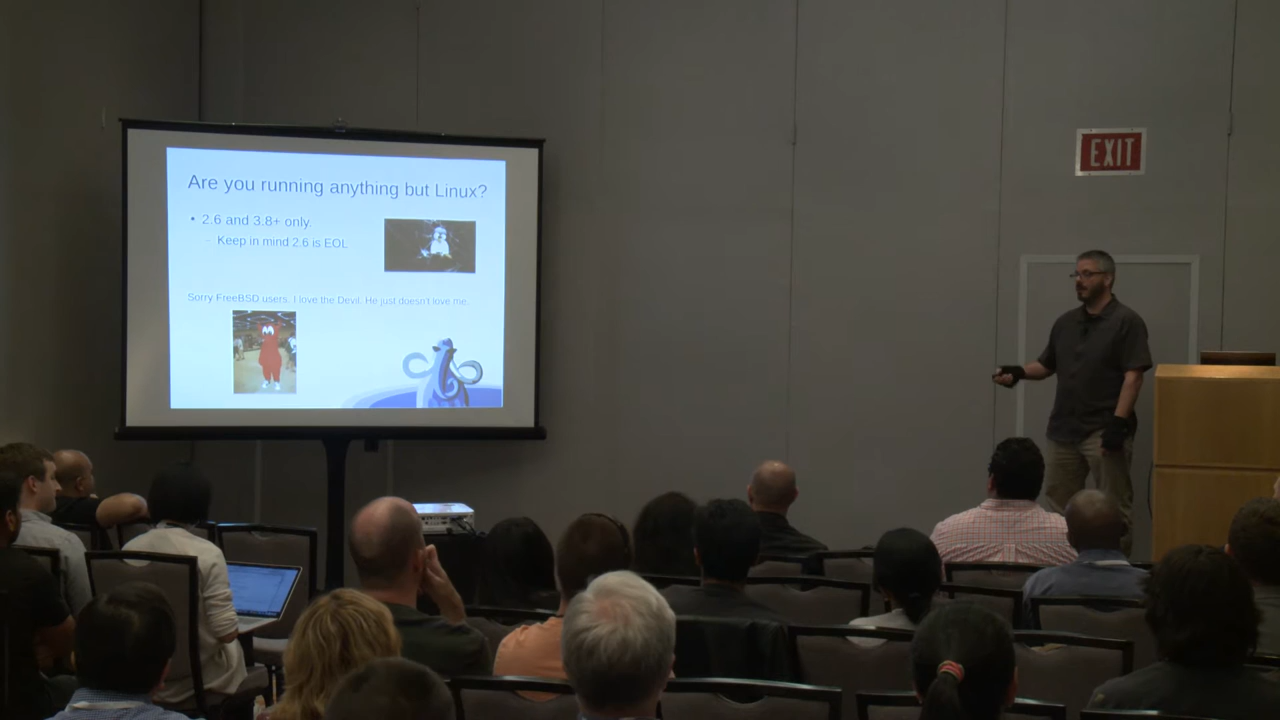 Are you running anything but Linux?
• 2.6 and 3.8+ only.
– Keep in mind 2.6 is EOL
Sorry FreeBSD users. I love the Devil. He just doesn't love me.
EXIT